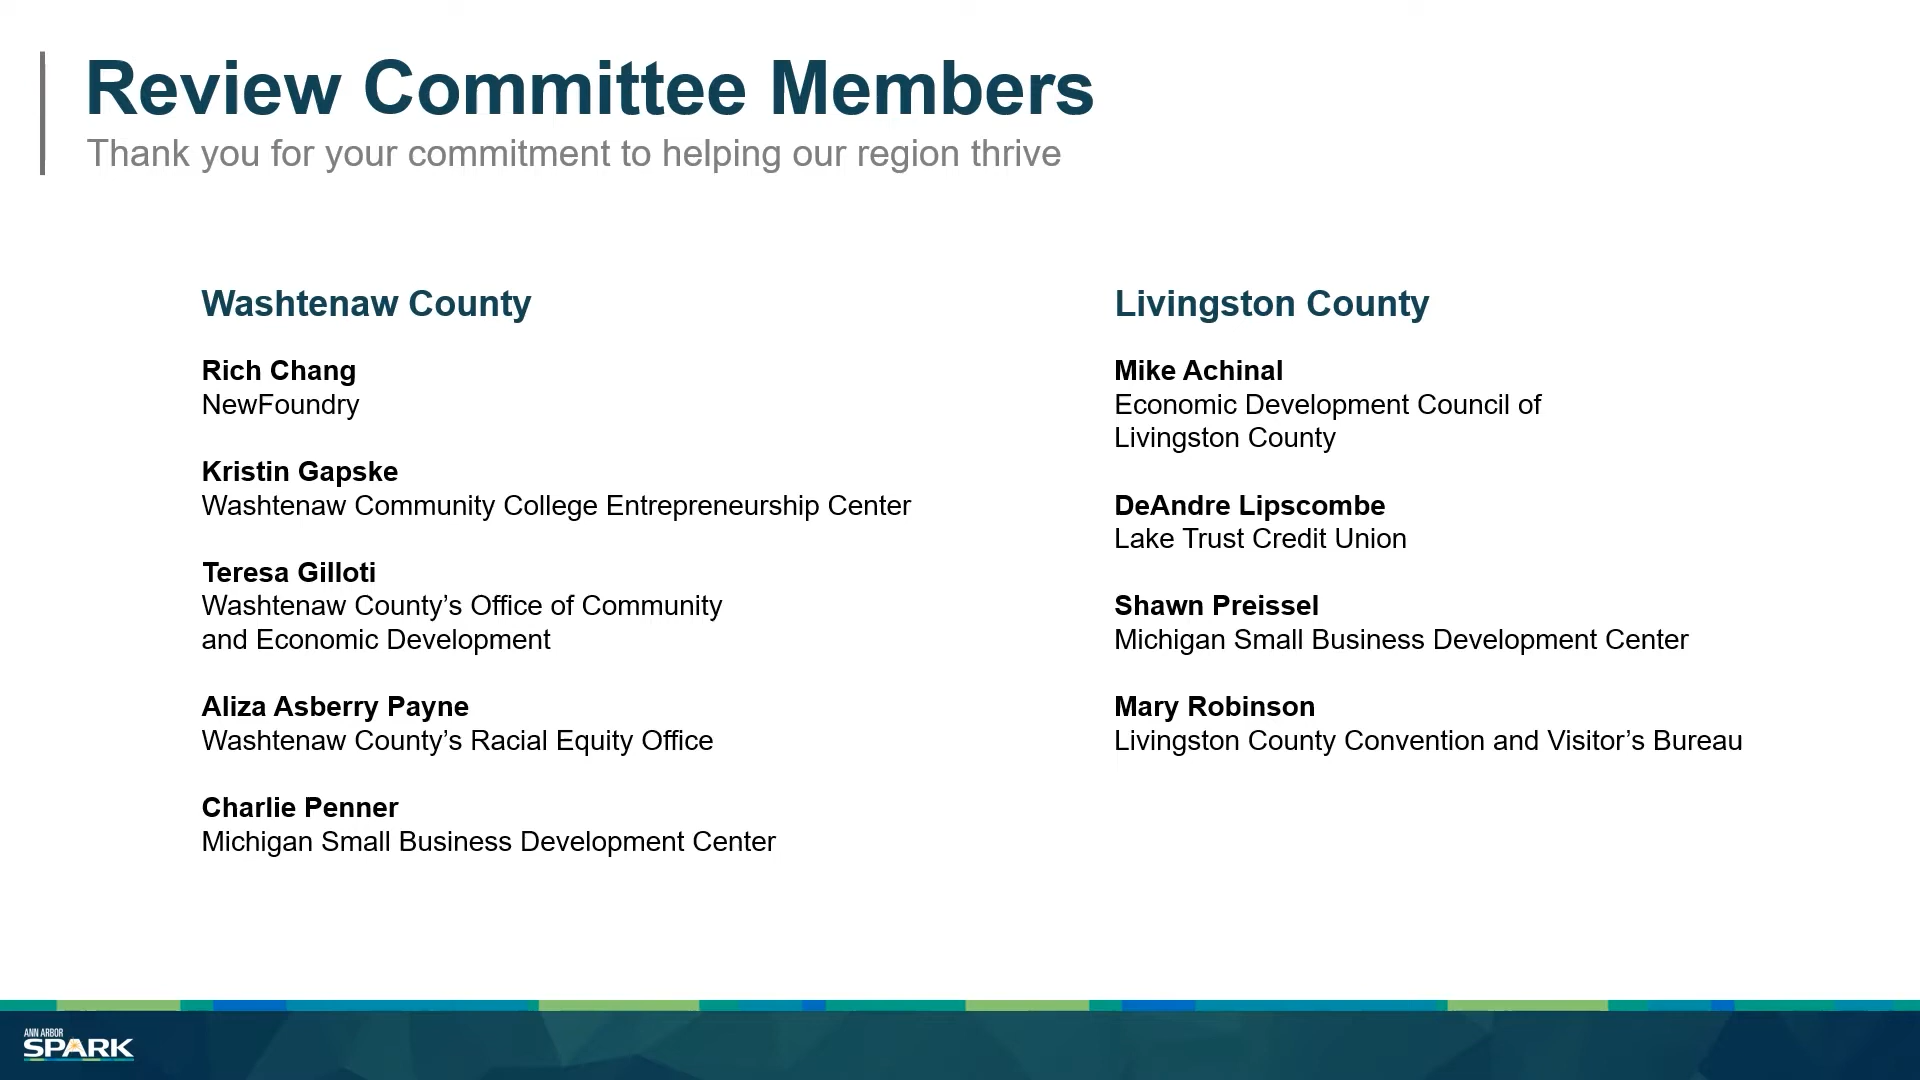 Review Committee Members
Thank you for your commitment to helping our region thrive
Washtenaw County
Rich Chang
NewFoundry
Kristin Gapske
Washtenaw Community College Entrepreneurship Center
Teresa Gilloti
Washtenaw County’s Office of Community
and Economic Development
Aliza Asberry Payne
Washtenaw County’s Racial Equity Office
Charlie Penner
Michigan Small Business Development Center
Livingston County
Mike Achinal
Economic Development Council of
Livingston County
DeAndre Lipscombe
Lake Trust Credit Union
Shawn Preissel
Michigan Small Business Development Center
Mary Robinson
Livingston County Convention and Visitor’s Bureau
ANN ARBOR
SPARK